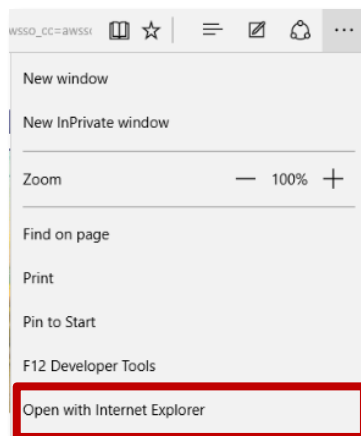 wsso_cc=awsso
New window
New InPrivate window
Zoom — 100% +
Find on page
Print
Pin to Start
F12 Developer Tools
Open with Internet Explorer